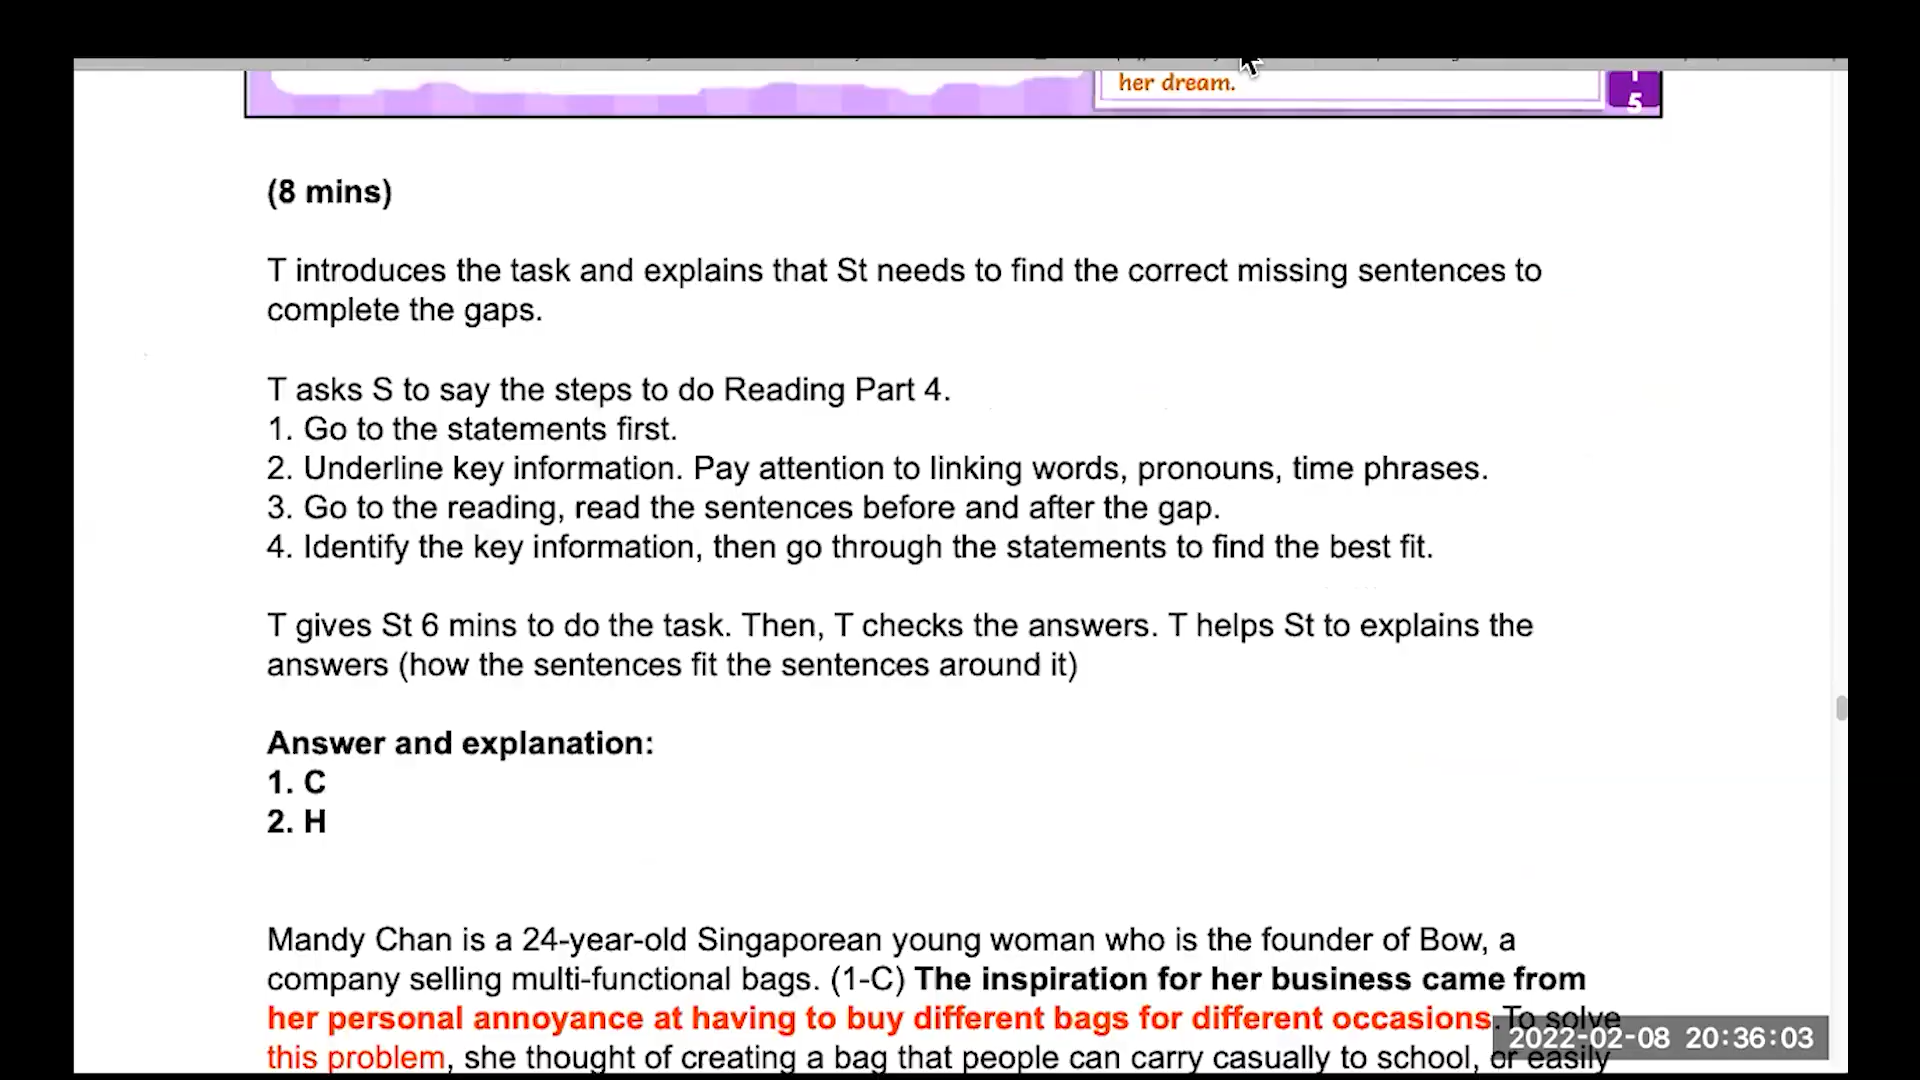 her dream.
5
(8 mins)
T introduces the task and explains that St needs to find the correct missing sentences to
complete the gaps.
T asks S to say the steps to do Reading Part 4.
1. Go to the statements first.
2. Underline key information. Pay attention to linking words, pronouns, time phrases.
3. Go to the reading, read the sentences before and after the gap.
4. Identify the key information, then go through the statements to find the best fit.
T gives St 6 mins to do the task. Then, T checks the answers. T helps St to explains the
answers (how the sentences fit the sentences around it)
Answer and explanation:
1. C
2. H
Mandy Chan is a 24-year-old Singaporean young woman who is the founder of Bow, a
company selling multi-functional bags. (1-C) The inspiration for her business came from
her personal annoyance at having to buy different bags for different occasions. To solve
this problem, she thought of creating a bag that people can carry casually to school, or easily
2022-02-08 20:36:03